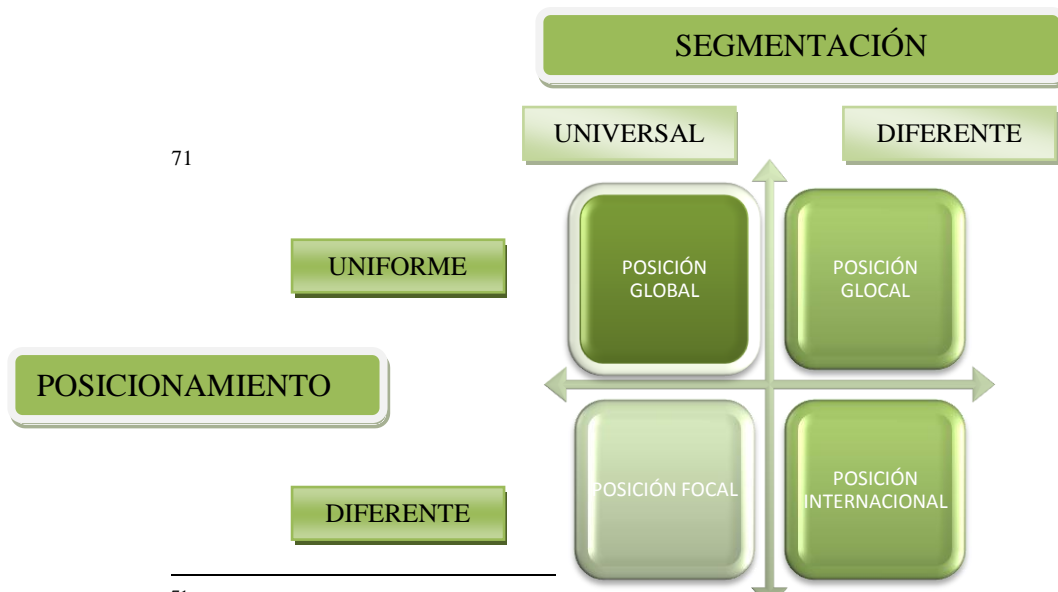 SEGMENTACIÓN
UNIVERSAL
DIFERENTE
71
UNIFORME
POSICIÓN
GLOBAL
POSICIÓN
GLOCAL
POSICIONAMIENTO
POSICIÓN FOCAL
POSICIÓN
INTERNACIONAL
DIFERENTE